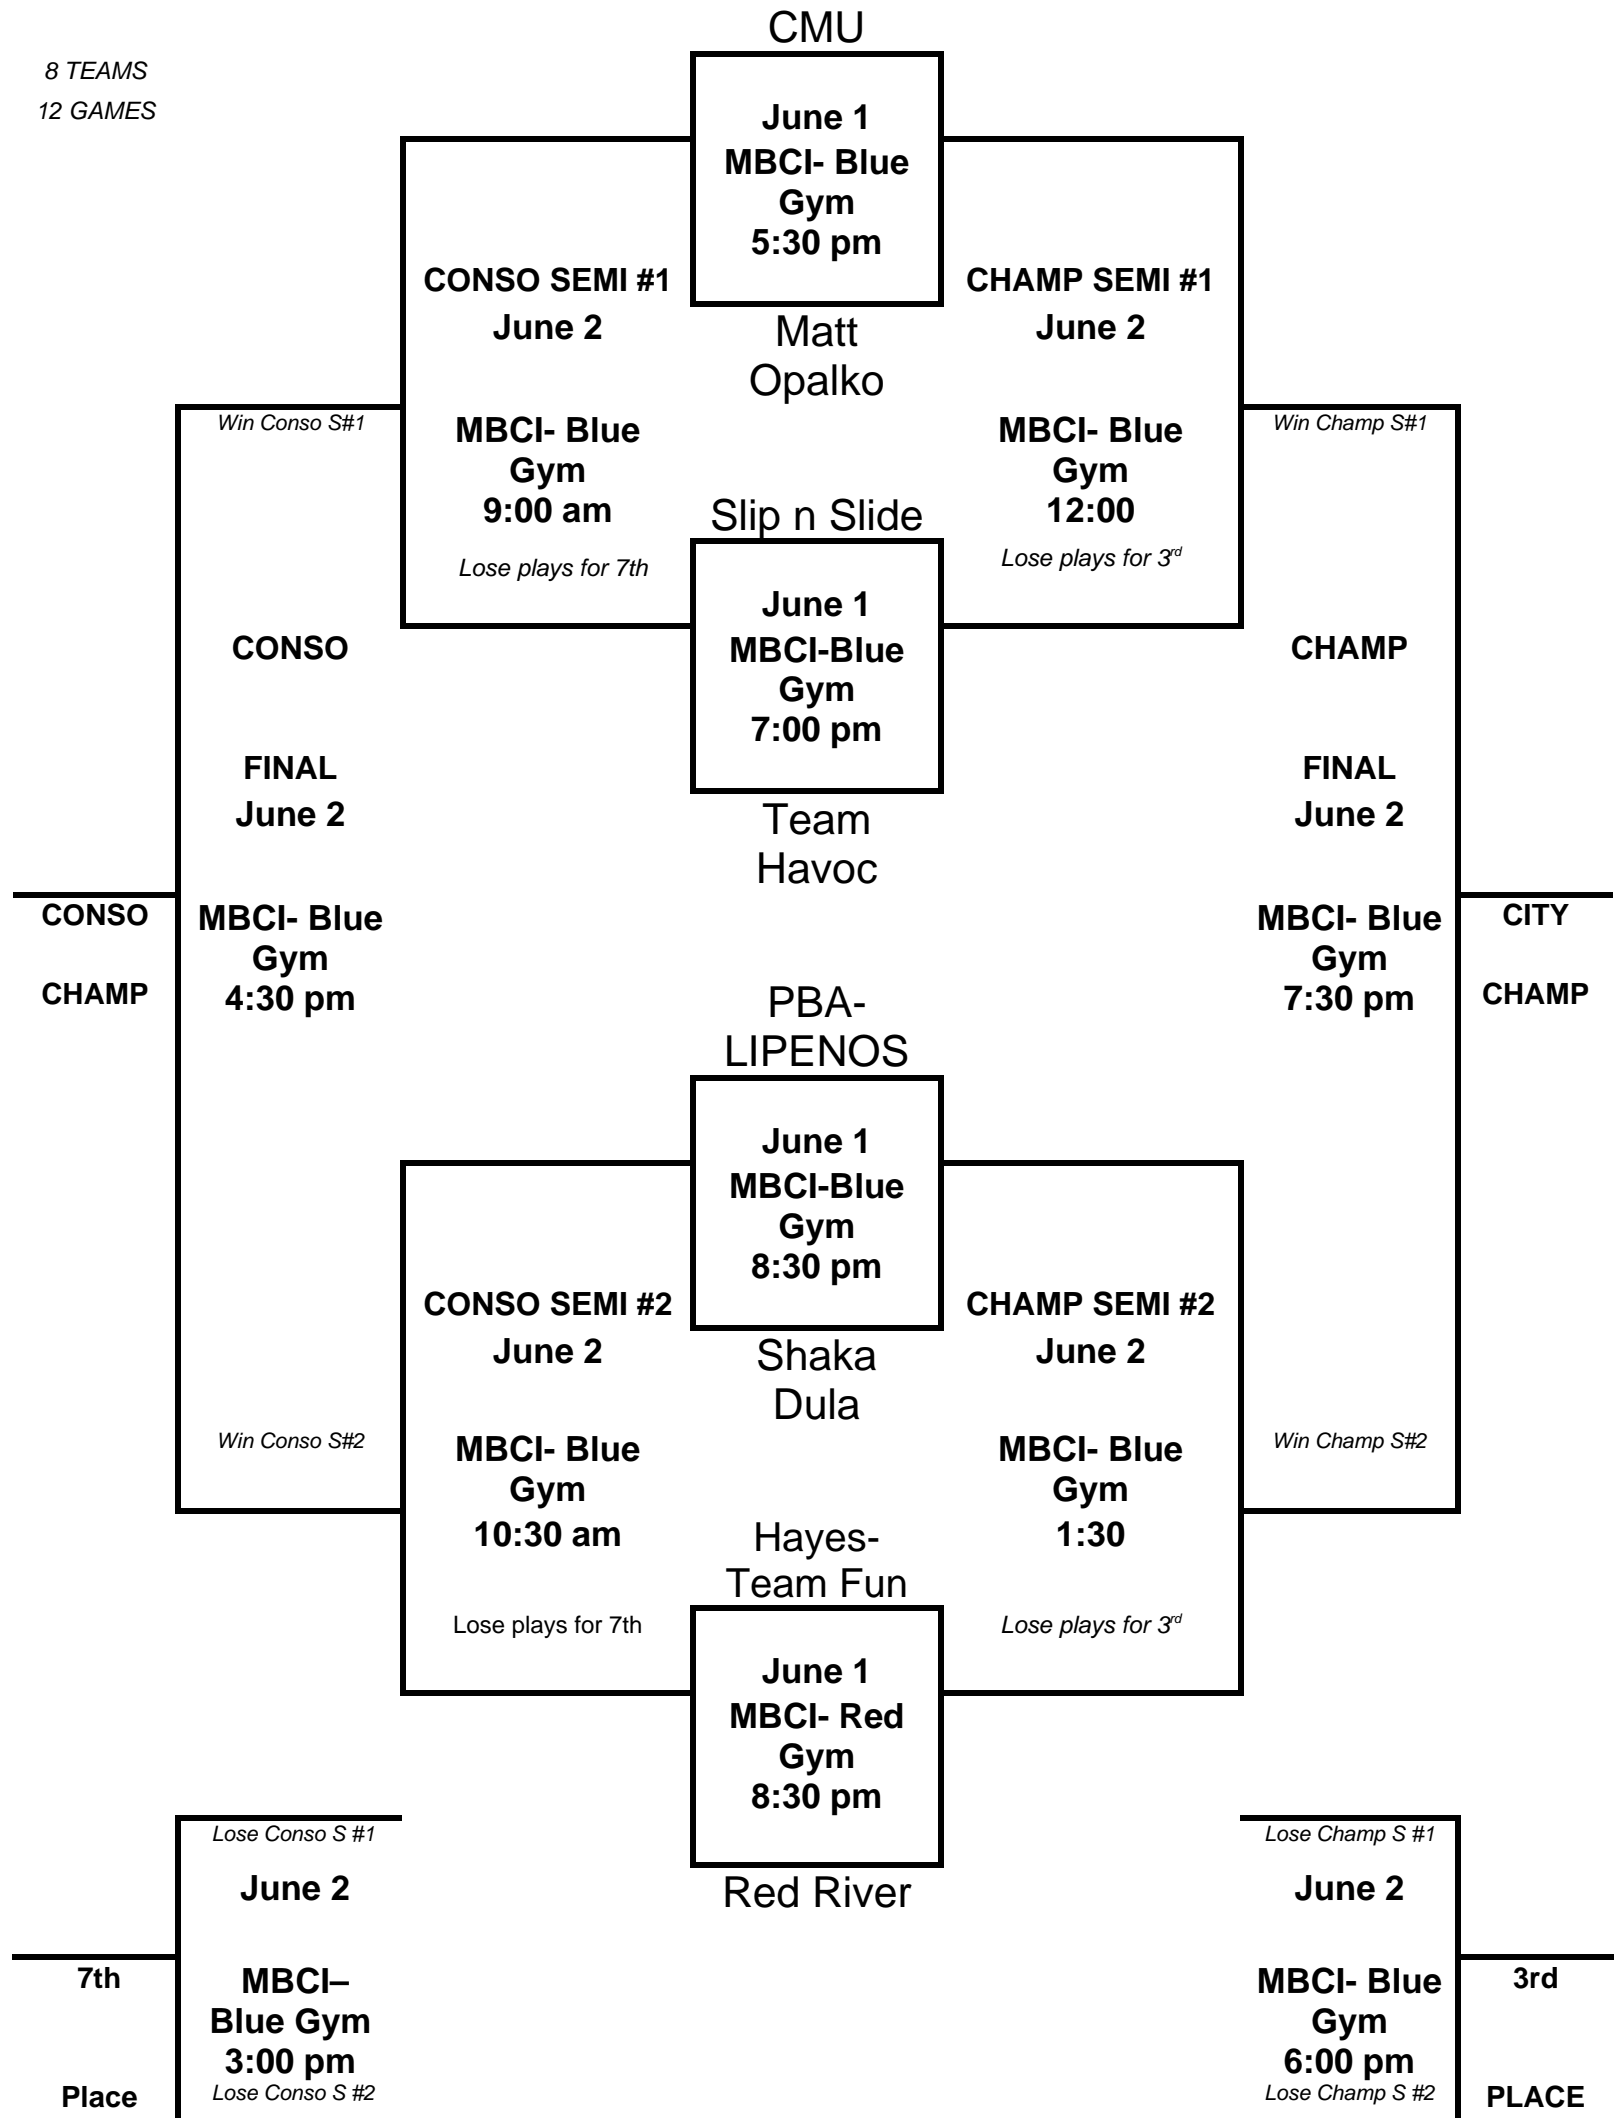 CMU
8 TEAMS
12 GAMES
June 1
MBCI- Blue
Gym
5:30 pm
CONSO SEMI #1
June 2
CHAMP SEMI #1
June 2
Matt
Opalko
Win Conso S#1
MBCI- Blue
Gym
9:00 am
Lose plays for 7th
MBCI- Blue
Gym
12:00
Lose plays for 3rd
Win Champ S#1
Slip n Slide
June 1
MBCI-Blue
Gym
7:00 pm
Team
Havoc
CONSO
FINAL
June 2
MBCI- Blue
Gym
4:30 pm
CONSO
CHAMP
CHAMP
FINAL
June 2
MBCI- Blue
Gym
7:30 pm
CITY
CHAMP
PBA-
LIPENOS
June 1
MBCI-Blue
Gym
8:30 pm
CONSO SEMI #2
June 2
CHAMP SEMI #2
June 2
Shaka
Dula
Win Conso S#2
MBCI- Blue
Gym
10:30 am
Lose plays for 7th
MBCI- Blue
Gym
1:30
Lose plays for 3rd
Win Champ S#2
Hayes-
Team Fun
June 1
MBCI- Red
Gym
8:30 pm
Red River
Lose Conso S #1
June 2
MBCI–
Blue Gym
3:00 pm
Lose Conso S #2
7th
Place
Lose Champ S #1
June 2
MBCI- Blue
Gym
6:00 pm
Lose Champ S #2
3rd
PLACE